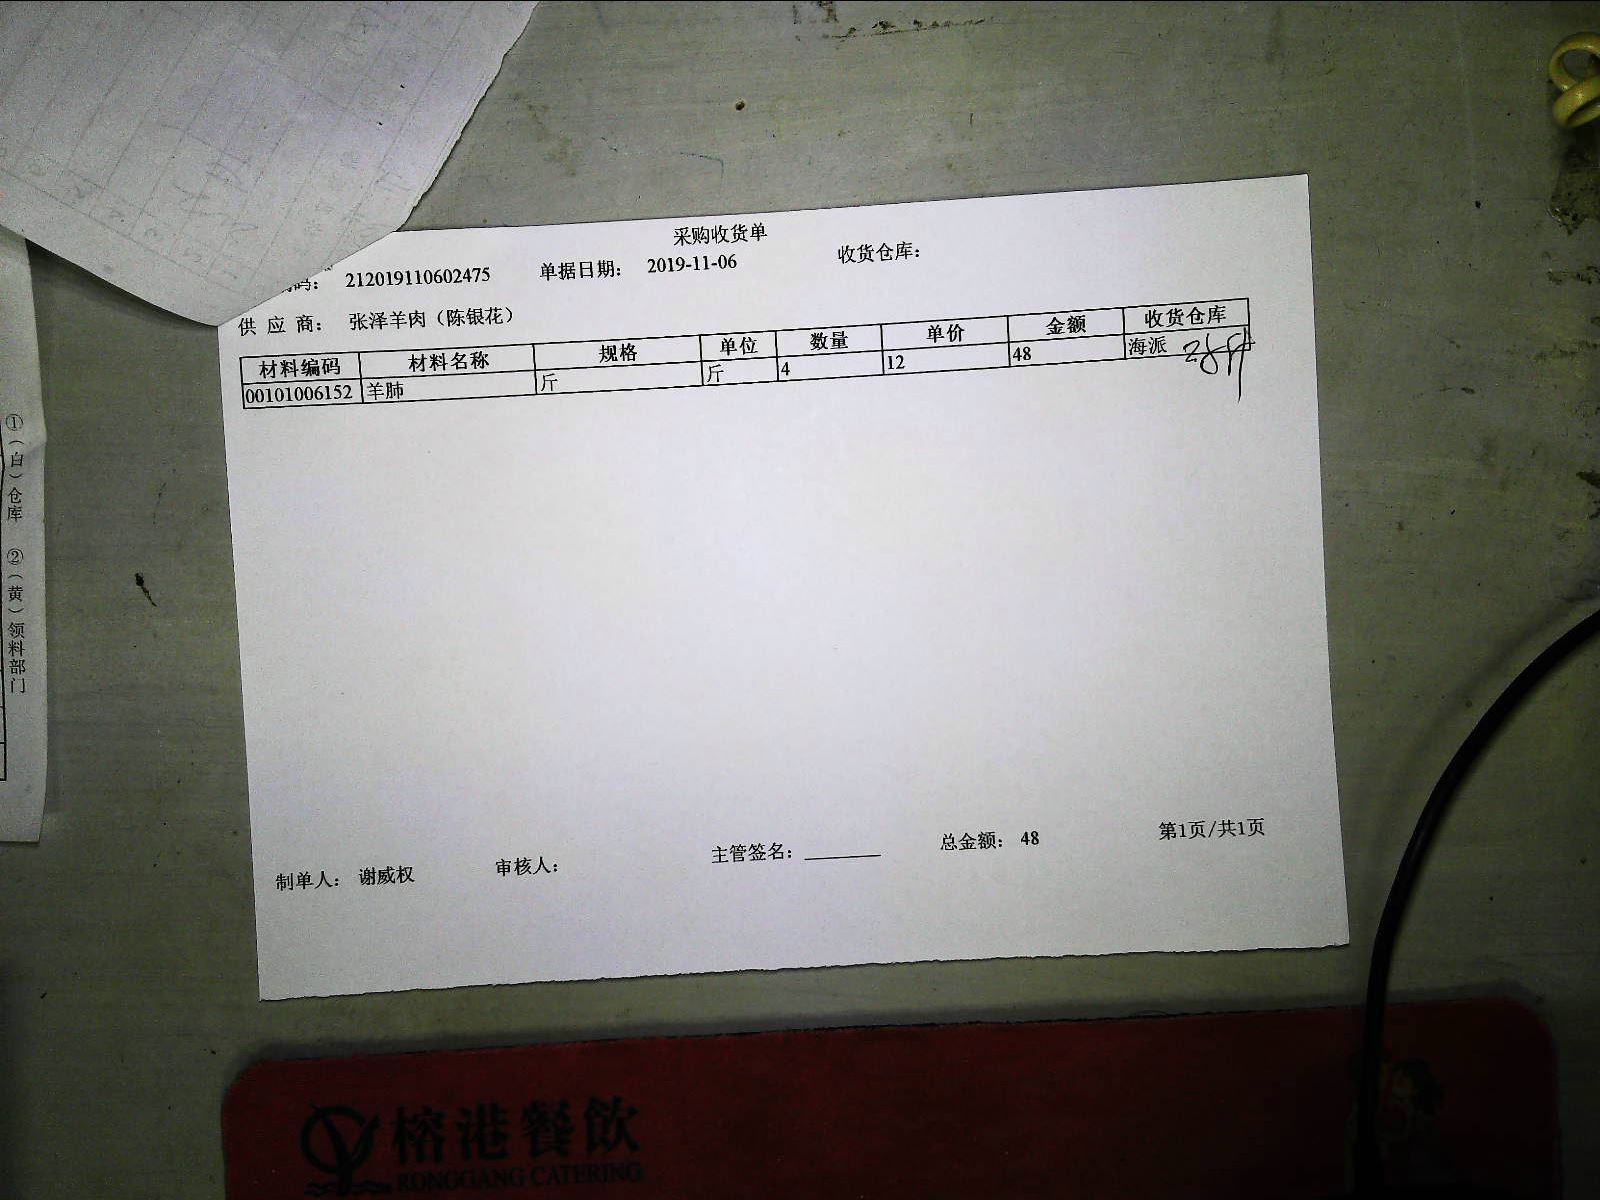 采购收货单
码： 212019110602475 单据日期： 2019-11-06 收货仓库：
供 应 商： 张泽羊肉（陈银花）
材料编码 材料名称 规格 单位 数量 单价 金额 收货仓库
00101006152 羊肺 斤 斤 4 12 48 海派
制单人： 谢威权 审核人： 主管签名： 总金额： 48 第1页/共1页
①（白）仓库 ②（黄）领料部门
榕港餐飲
RONGGANG CATERING